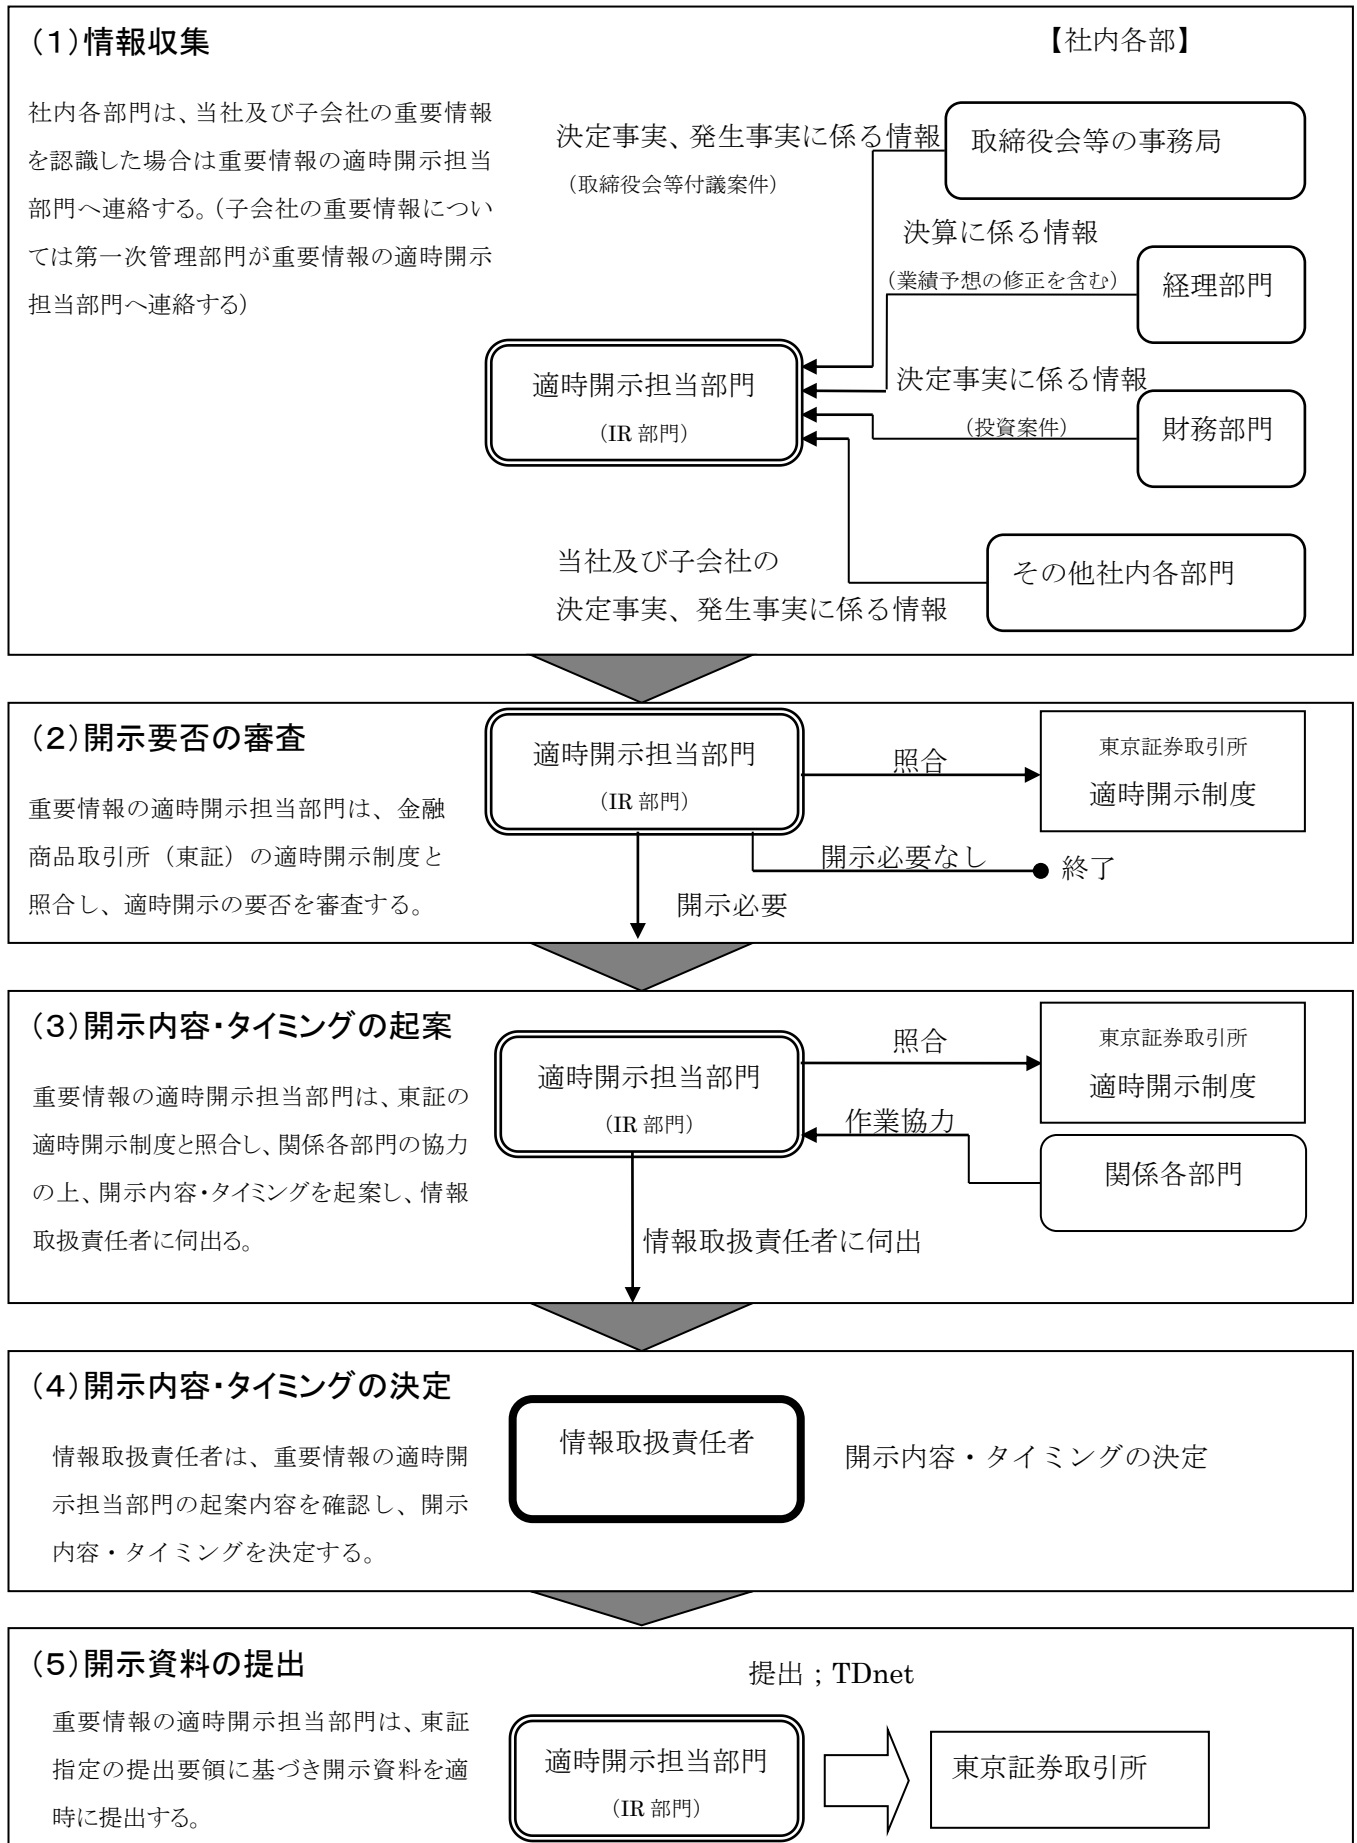 （１）情報収集
【社内各部】
社内各部門は、当社及び子会社の重要情報
を認識した場合は重要情報の適時開示担当
部門へ連絡する。（子会社の重要情報につい
ては第一次管理部門が重要情報の適時開示
担当部門へ連絡する）
決定事実、発生事実に係る情報
（取締役会等付議案件）
取締役会等の事務局
決算に係る情報
（業績予想の修正を含む）
経理部門
適時開示担当部門
（IR 部門）
決定事実に係る情報
（投資案件）
財務部門
当社及び子会社の
決定事実、発生事実に係る情報
その他社内各部門
（２）開示要否の審査
重要情報の適時開示担当部門は、金融
商品取引所（東証）の適時開示制度と
照合し、適時開示の要否を審査する。
適時開示担当部門
（IR 部門）
照合
東京証券取引所
適時開示制度
開示必要なし
終了
開示必要
（３）開示内容・タイミングの起案
重要情報の適時開示担当部門は、東証の
適時開示制度と照合し、関係各部門の協力
の上、開示内容・タイミングを起案し、情報
取扱責任者に伺出る。
適時開示担当部門
（IR 部門）
照合
東京証券取引所
適時開示制度
作業協力
関係各部門
情報取扱責任者に伺出
（４）開示内容・タイミングの決定
情報取扱責任者は、重要情報の適時開
示担当部門の起案内容を確認し、開示
内容・タイミングを決定する。
情報取扱責任者
開示内容・タイミングの決定
（５）開示資料の提出
重要情報の適時開示担当部門は、東証
指定の提出要領に基づき開示資料を適
時に提出する。
提出；TDnet
適時開示担当部門
（IR 部門）
東京証券取引所